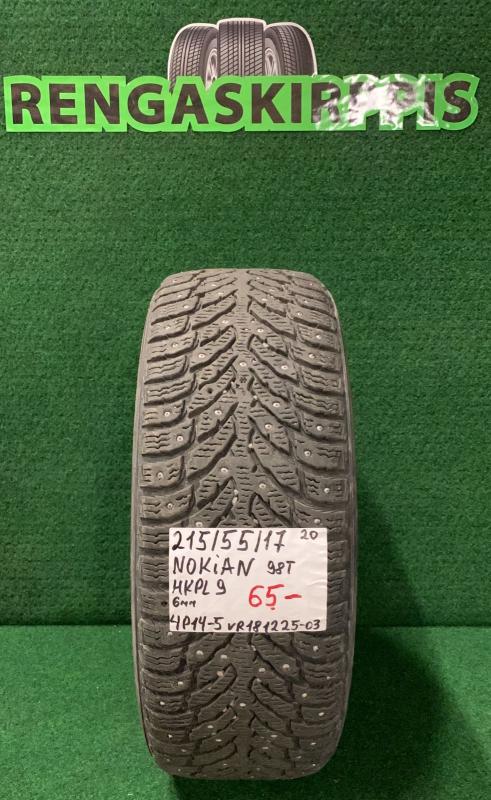 RENGASKIRPPIS
215/55/17 20
NOKiAN 98T
HKPL 9
6mm 65-
4P14-5 VR181225-03